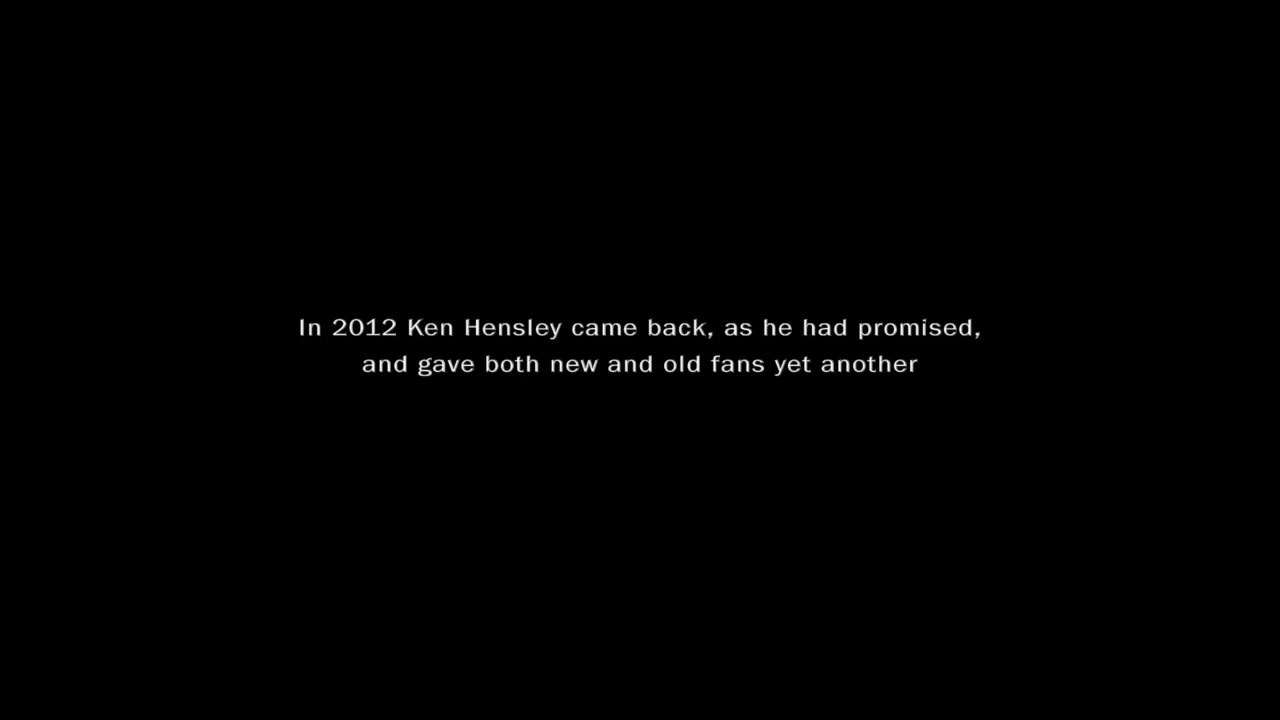 In 2012 Ken Hensley came back, as he had promised,
and gave both new and old fans yet another